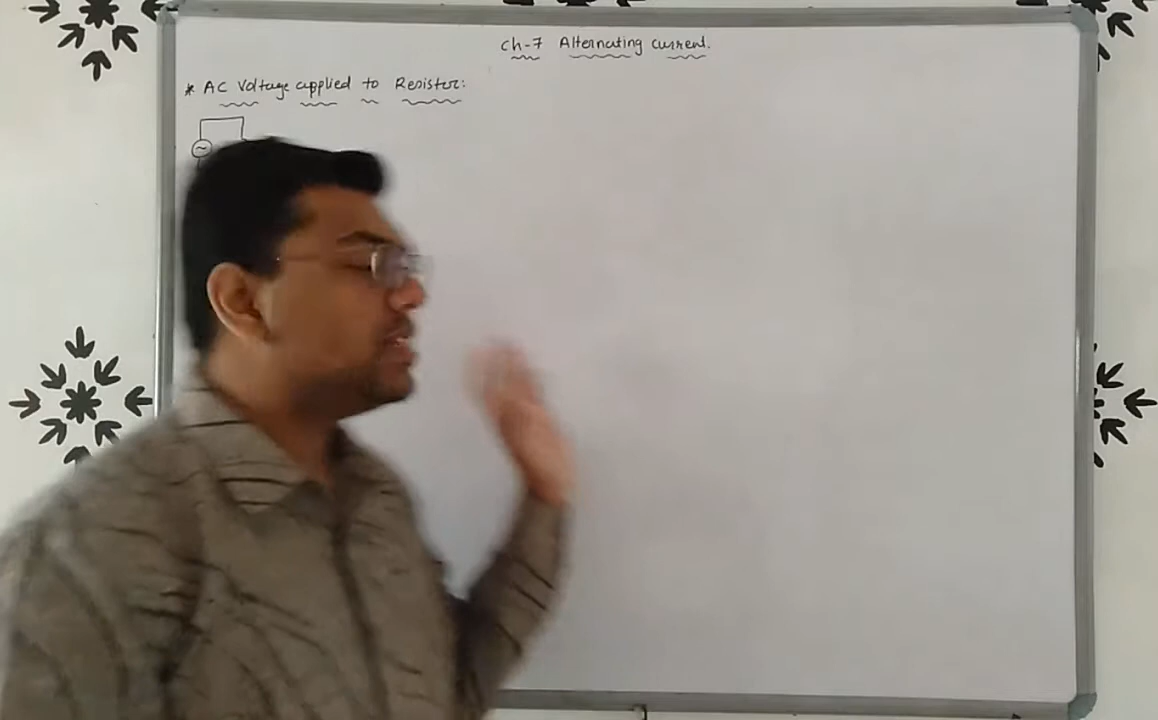 Ch-7 Alternating Current.
* AC Voltage applied to Resistor:
~